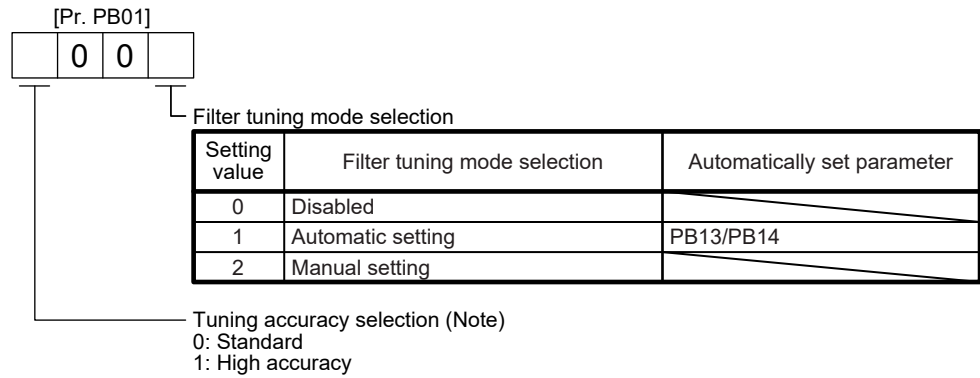 [Pr. PB01]
0 0
Filter tuning mode selection
Setting value Filter tuning mode selection Automatically set parameter
0 Disabled
1 Automatic setting PB13/PB14
2 Manual setting
Tuning accuracy selection (Note)
0: Standard
1: High accuracy